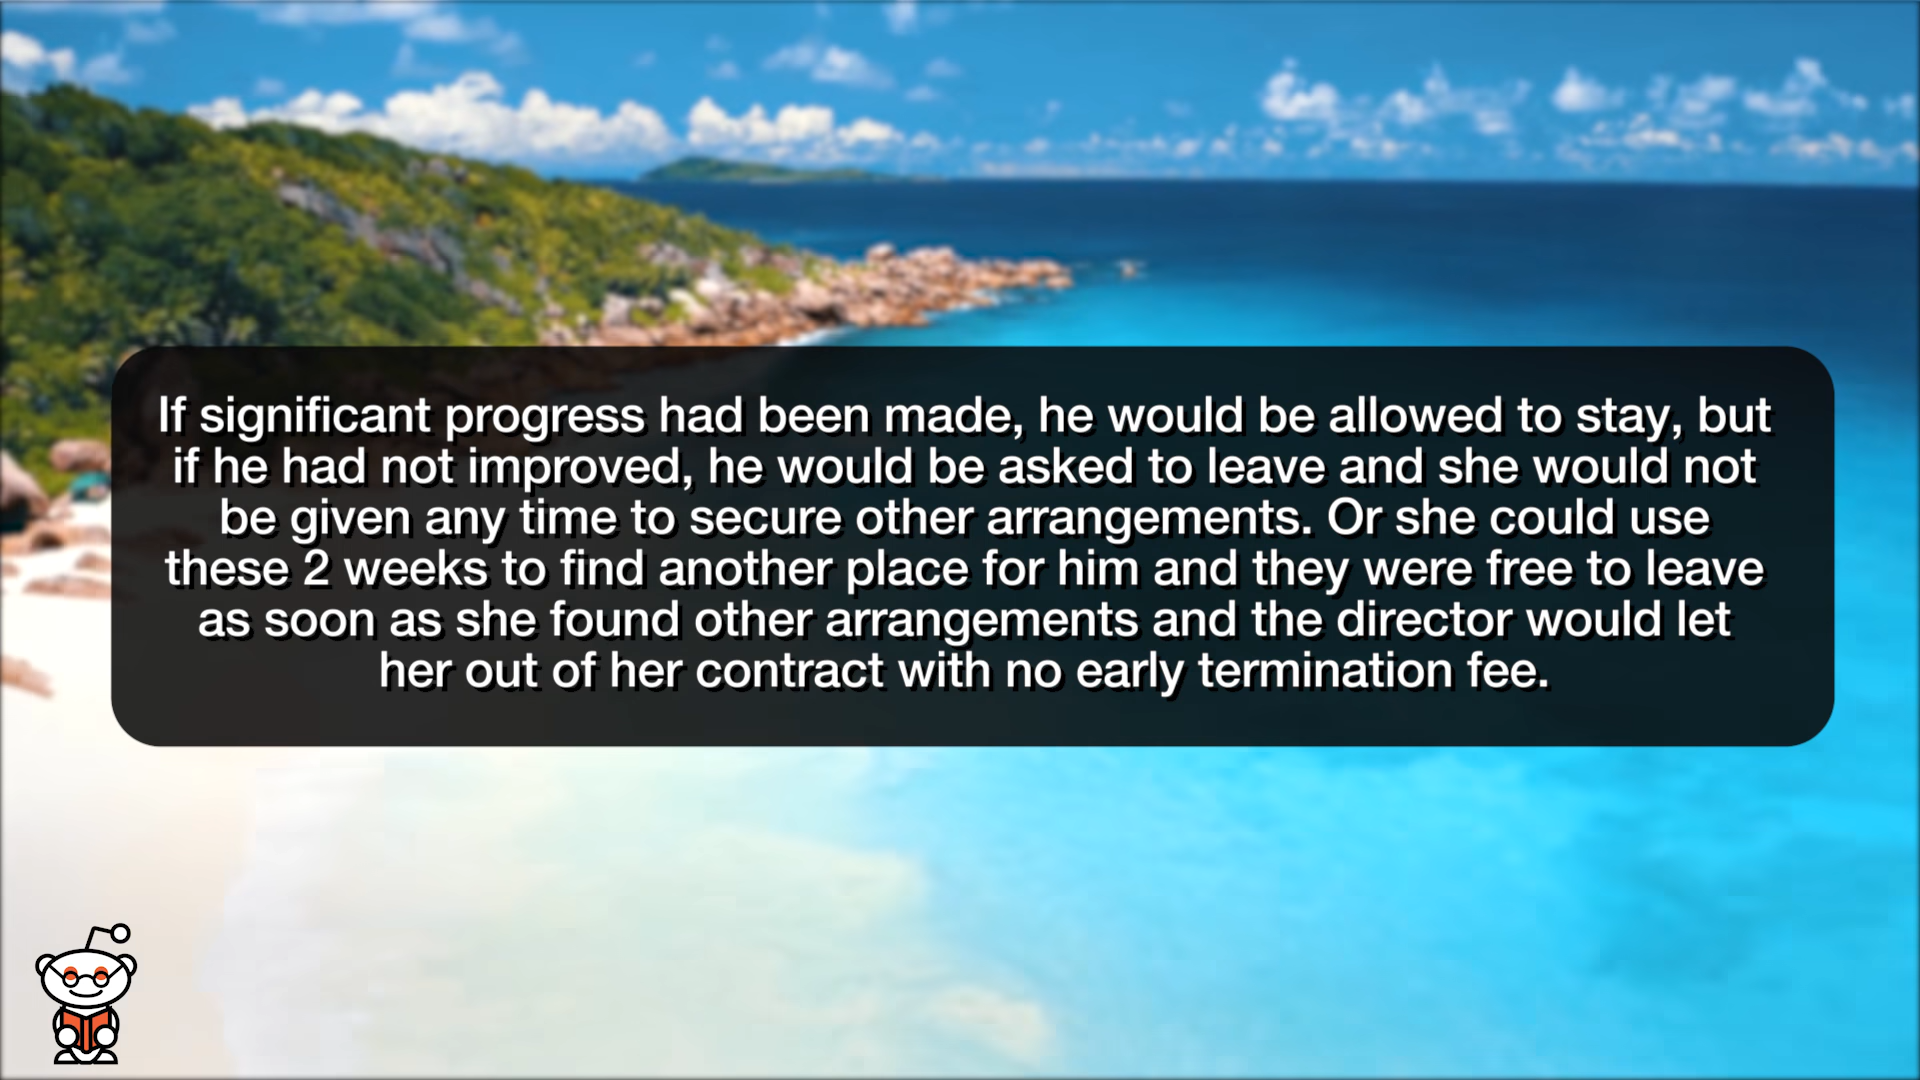 If significant progress had been made, he would be allowed to stay, but
if he had not improved, he would be asked to leave and she would not
be given any time to secure other arrangements. Or she could use
these 2 weeks to find another place for him and they were free to leave
as soon as she found other arrangements and the director would let
her out of her contract with no early termination fee.